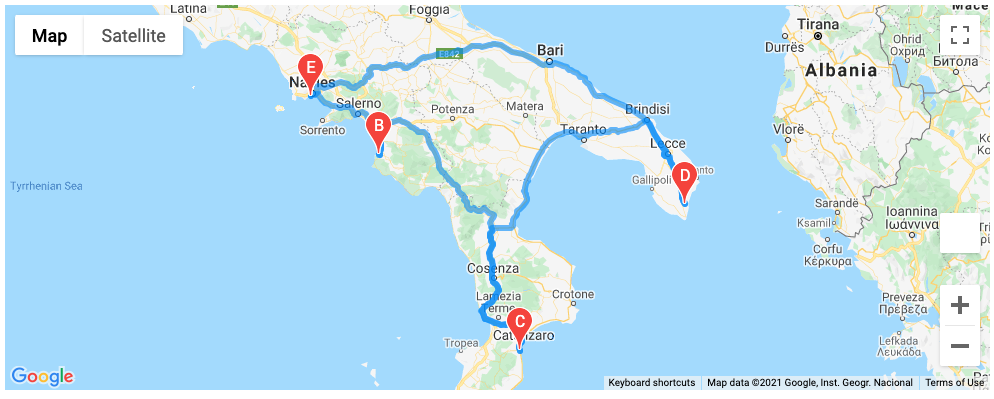 Latina
Foggia
Map
Satellite
E842
Bari
Tirana
Durrës
Ohrid
Охрид
Битола
Albania
E
Naples
Salerno
Sorrento
B
Potenza
Matera
Brindisi
Taranto
Lecce
Vlorë
Gallipoli
D
Tyrrhenian Sea
Sarandë
Ksamil
Ioannina
Ιωάννινα
Corfu
Κέρκυρα
Cosenza
Lamezia
Terme
Crotone
C
Catanzaro
Tropea
Preveza
Πρέβεζα
Lefkada
Λευκάδα
Google
Keyboard shortcuts
Map data ©2021 Google, Inst. Geogr. Nacional
Terms of Use